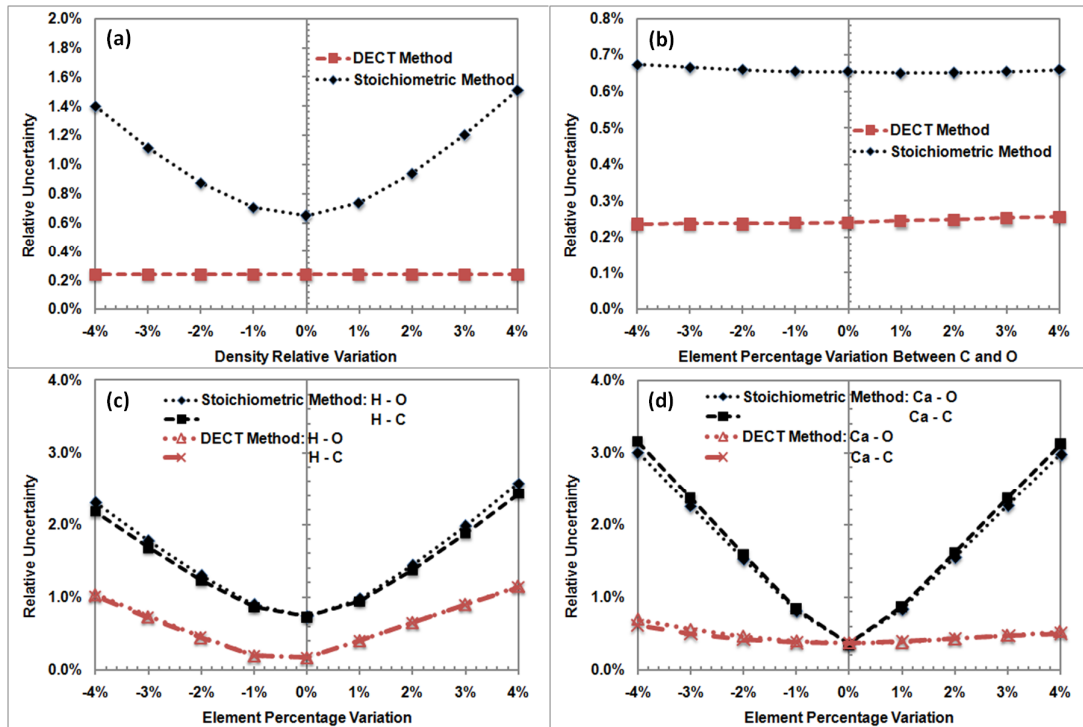 (a)
2.0%
1.8%
1.6%
1.4%
1.2%
1.0%
0.8%
0.6%
0.4%
0.2%
0.0%
Relative Uncertainty
DECT Method
Stoichiometric Method
-4% -3% -2% -1% 0% 1% 2% 3% 4%
Density Relative Variation
(b)
0.8%
0.7%
0.6%
0.5%
0.4%
0.3%
0.2%
0.1%
0.0%
Relative Uncertainty
DECT Method
Stoichiometric Method
-4% -3% -2% -1% 0% 1% 2% 3% 4%
Element Percentage Variation Between C and O
(c)
4.0%
3.0%
2.0%
1.0%
0.0%
Relative Uncertainty
Stoichiometric Method: H - O
H - C
DECT Method: H - O
H - C
-4% -3% -2% -1% 0% 1% 2% 3% 4%
Element Percentage Variation
(d)
4.0%
3.0%
2.0%
1.0%
0.0%
Relative Uncertainty
Stoichiometric Method: Ca - O
Ca - C
DECT Method: Ca - O
Ca - C
-4% -3% -2% -1% 0% 1% 2% 3% 4%
Element Percentage Variation